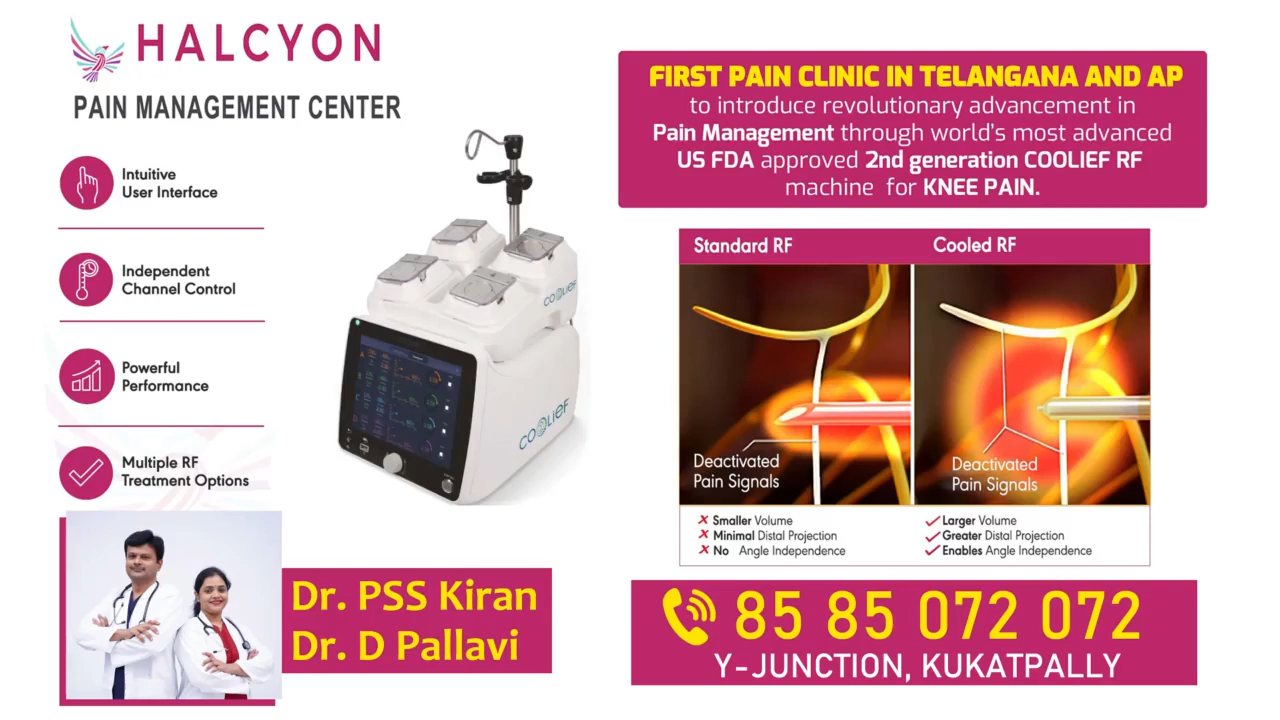 HALCYON
PAIN MANAGEMENT CENTER
Intuitive
User Interface
Independent
Channel Control
Powerful
Performance
Multiple RF
Treatment Options
COOLIEF
COOLIEF
Dr. PSS Kiran
Dr. D Pallavi
FIRST PAIN CLINIC IN TELANGANA AND AP
to introduce revolutionary advancement in
Pain Management through world's most advanced
US FDA approved 2nd generation COOLIEF RF
machine for KNEE PAIN.
Standard RF
Cooled RF
Deactivated
Pain Signals
Deactivated
Pain Signals
Smaller Volume
Minimal Distal Projection
No Angle Independence
Larger Volume
Greater Distal Projection
Enables Angle Independence
85 85 072 072
Y-JUNCTION, KUKATPALLY